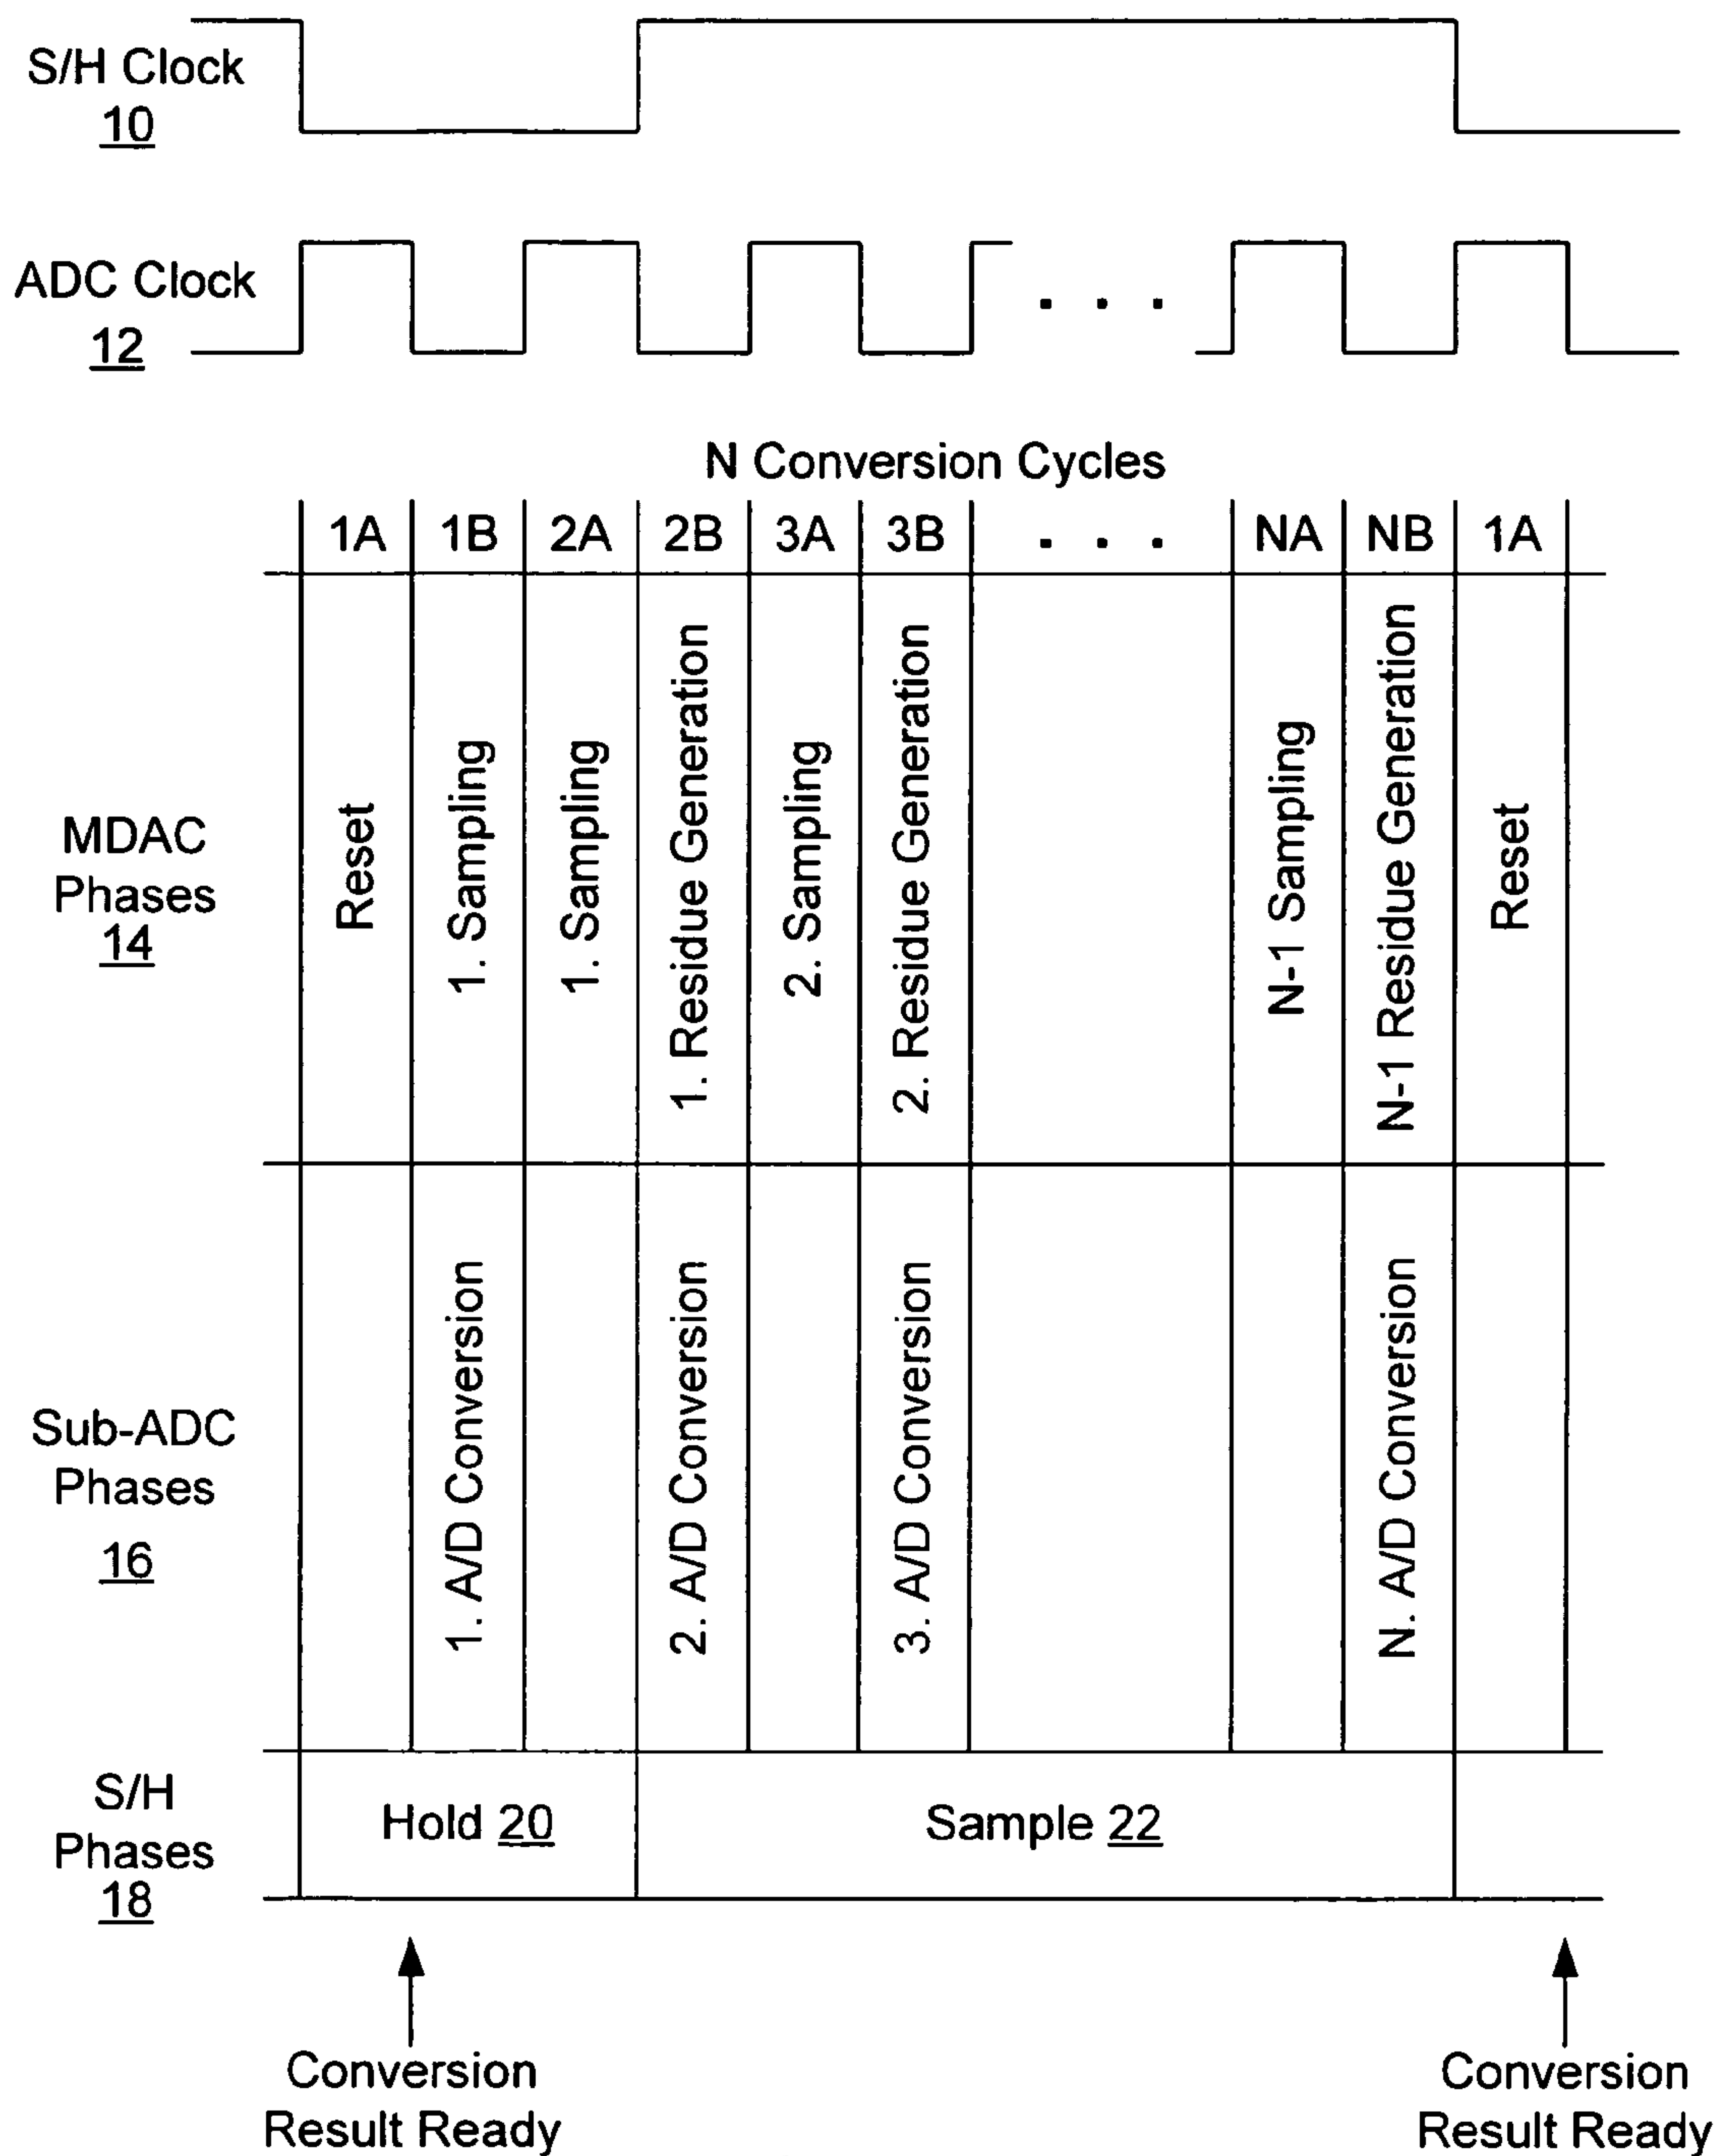 S/H Clock
10
ADC Clock
12
N Conversion Cycles
1A 1B 2A 2B 3A 3B . . . NA NB 1A
MDAC
Phases
14
Reset
1. Sampling
1. Sampling
1. Residue Generation
2. Sampling
2. Residue Generation
N-1 Sampling
N-1 Residue Generation
Reset
Sub-ADC
Phases
16
1. A/D Conversion
2. A/D Conversion
3. A/D Conversion
N. A/D Conversion
S/H
Phases
18
Hold 20
Sample 22
Conversion
Result Ready
Conversion
Result Ready